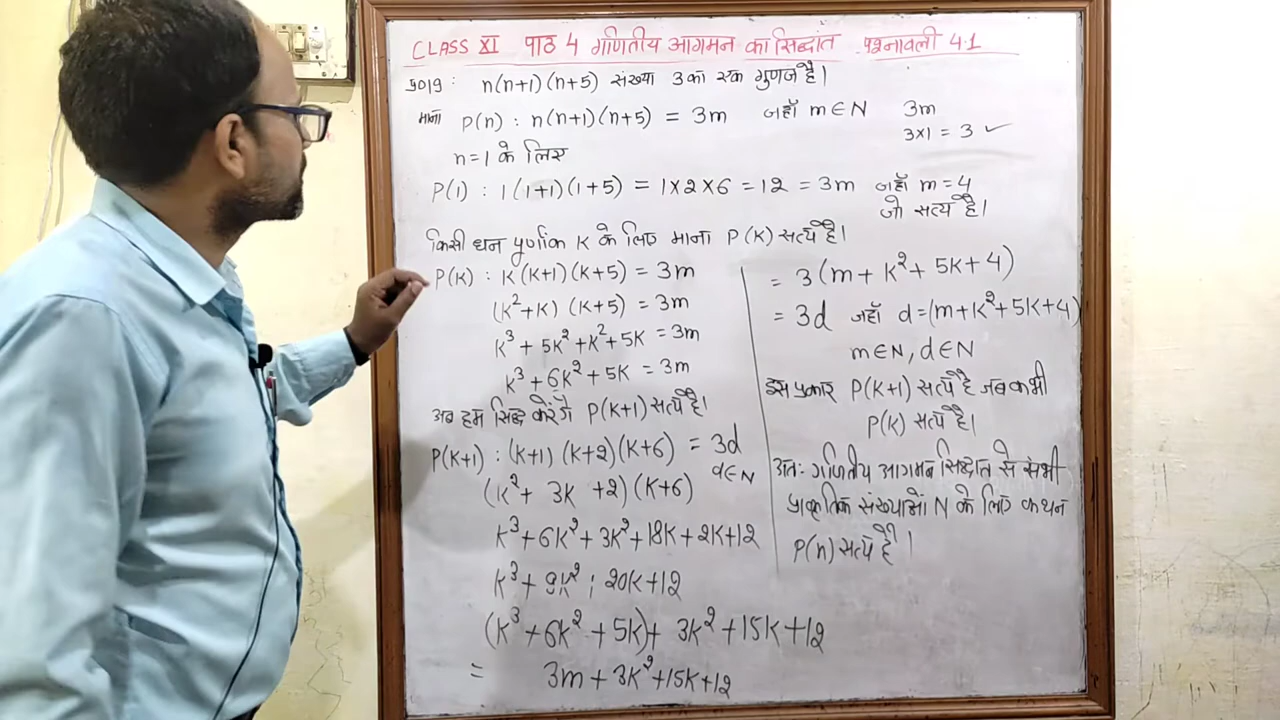 CLASS XI पाठ 4 गणितीय आगमन का सिद्धांत प्रश्नावली 4.1
प्र019: n(n+1)(n+5) संख्या 3 का एक गुणज है।
माना P(n) : n(n+1)(n+5) = 3m जहाँ m∈N
3m
3×1 = 3 ✓
n=1 के लिए
P(1) : 1(1+1)(1+5) = 1×2×6 = 12 = 3m जहाँ m=4
जो सत्य है।
किसी धन पूर्णांक K के लिए माना P(K) सत्य है।
P(K) : K(K+1)(K+5) = 3m
(K²+K) (K+5) = 3m
K³ + 5K² + K² + 5K = 3m
K³ + 6K² + 5K = 3m
अब हम सिद्ध करेंगे P(K+1) सत्य है।
P(K+1) : (K+1) (K+2)(K+6) = 3d
d∈N
(K² + 3K + 2) (K+6)
K³ + 6K² + 3K² + 18K + 2K + 12
K³ + 9K² + 20K + 12
(K³ + 6K² + 5K) + 3K² + 15K + 12
= 3m + 3K² + 15K + 12
= 3(m + K² + 5K + 4)
= 3d जहाँ d = (m + K² + 5K + 4)
m∈N, d∈N
इस प्रकार P(K+1) सत्य है जब कभी
P(K) सत्य है।
अतः गणितीय आगमन सिद्धांत से सभी
प्राकृतिक संख्याओं N के लिए कथन
P(n) सत्य है।